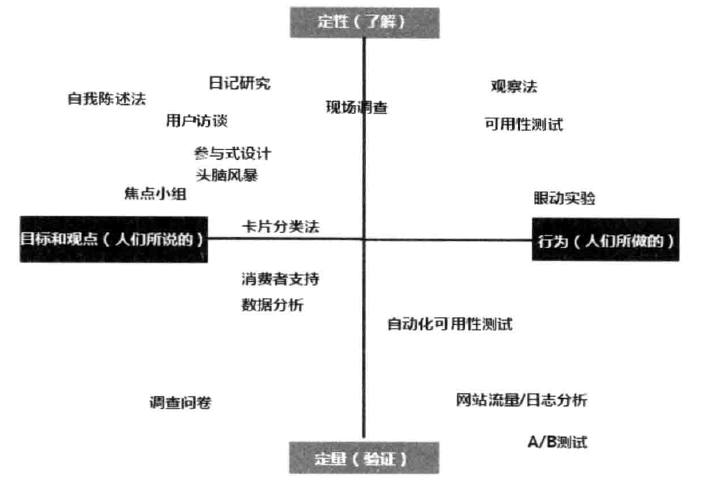 定性（了解）
日记研究
观察法
自我陈述法
现场调查
用户访谈
可用性测试
参与式设计
头脑风暴
焦点小组
眼动实验
卡片分类法
目标和观点（人们所说的）
行为（人们所做的）
消费者支持
数据分析
自动化可用性测试
调查问卷
网站流量/日志分析
A/B测试
定量（验证）